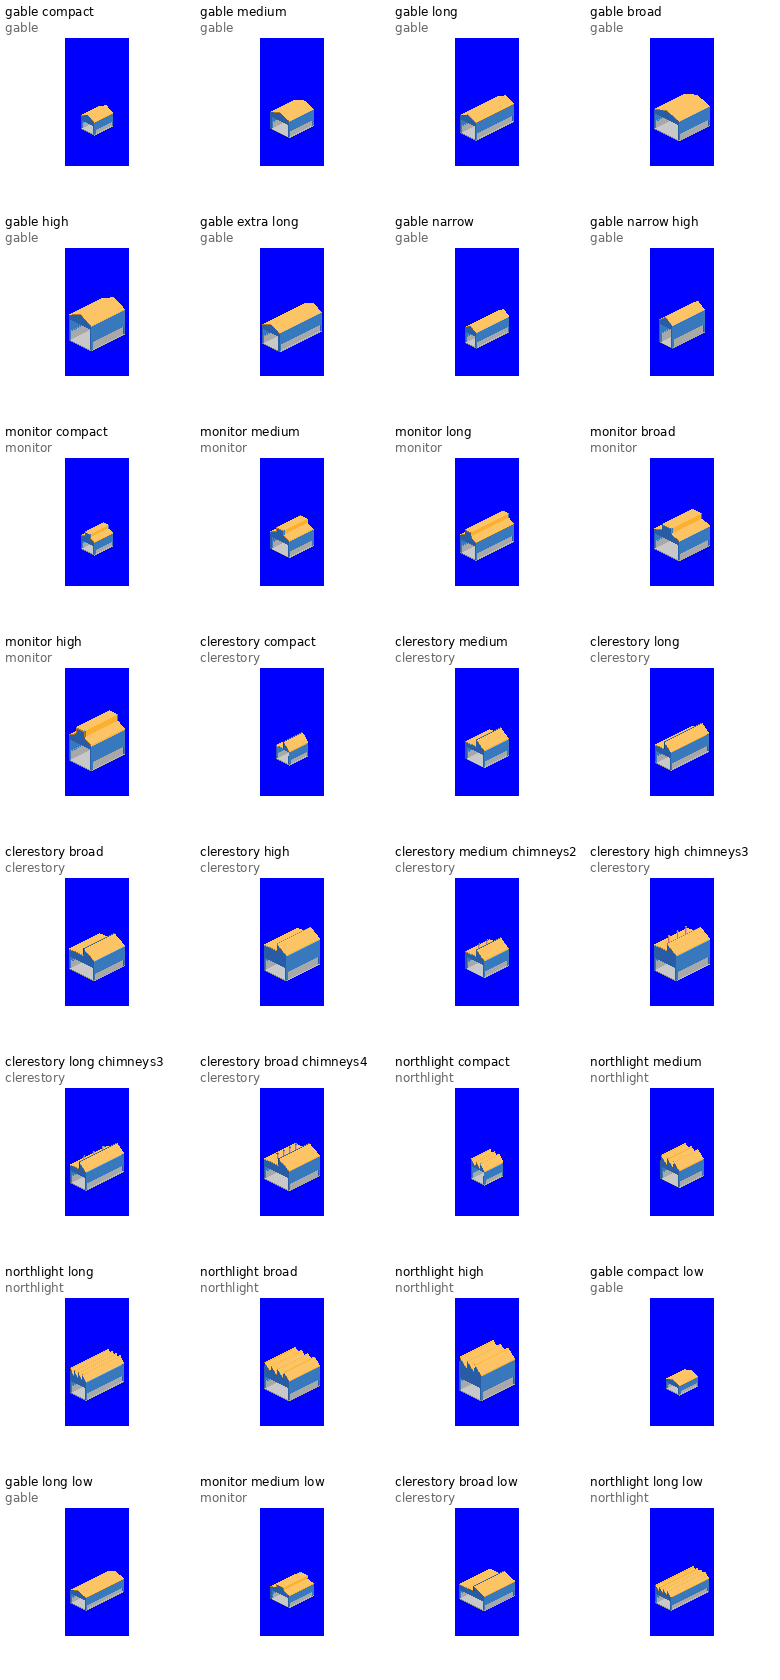 gable compact
gable
gable medium
gable
gable long
gable
gable broad
gable
gable high
gable
gable extra long
gable
gable narrow
gable
gable narrow high
gable
monitor compact
monitor
monitor medium
monitor
monitor long
monitor
monitor broad
monitor
monitor high
monitor
clerestory compact
clerestory
clerestory medium
clerestory
clerestory long
clerestory
clerestory broad
clerestory
clerestory high
clerestory
clerestory medium chimneys2
clerestory
clerestory high chimneys3
clerestory
clerestory long chimneys3
clerestory
clerestory broad chimneys4
clerestory
northlight compact
northlight
northlight medium
northlight
northlight long
northlight
northlight broad
northlight
northlight high
northlight
gable compact low
gable
gable long low
gable
monitor medium low
monitor
clerestory broad low
clerestory
northlight long low
northlight